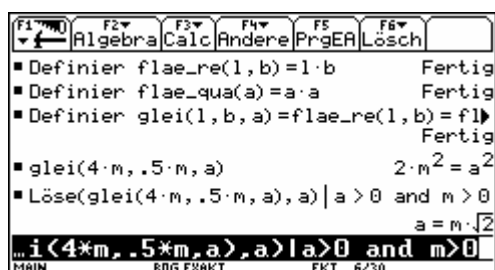 F1 F2 F3 F4 F5 F6
Algebra Calc Andere PrgEA Lösch
Definier flae_re(l,b)=l·b Fertig
Definier flae_qua(a)=a·a Fertig
Definier glei(l,b,a)=flae_re(l,b)=fl
Fertig
glei(4·m,.5·m,a) 2·m²=a²
Löse(glei(4·m,.5·m,a),a)|a>0 and m>0
a=m·√2
…i(4*m,.5*m,a),a)|a>0 and m>0
MAIN BOG EXAKT FKT 6/30